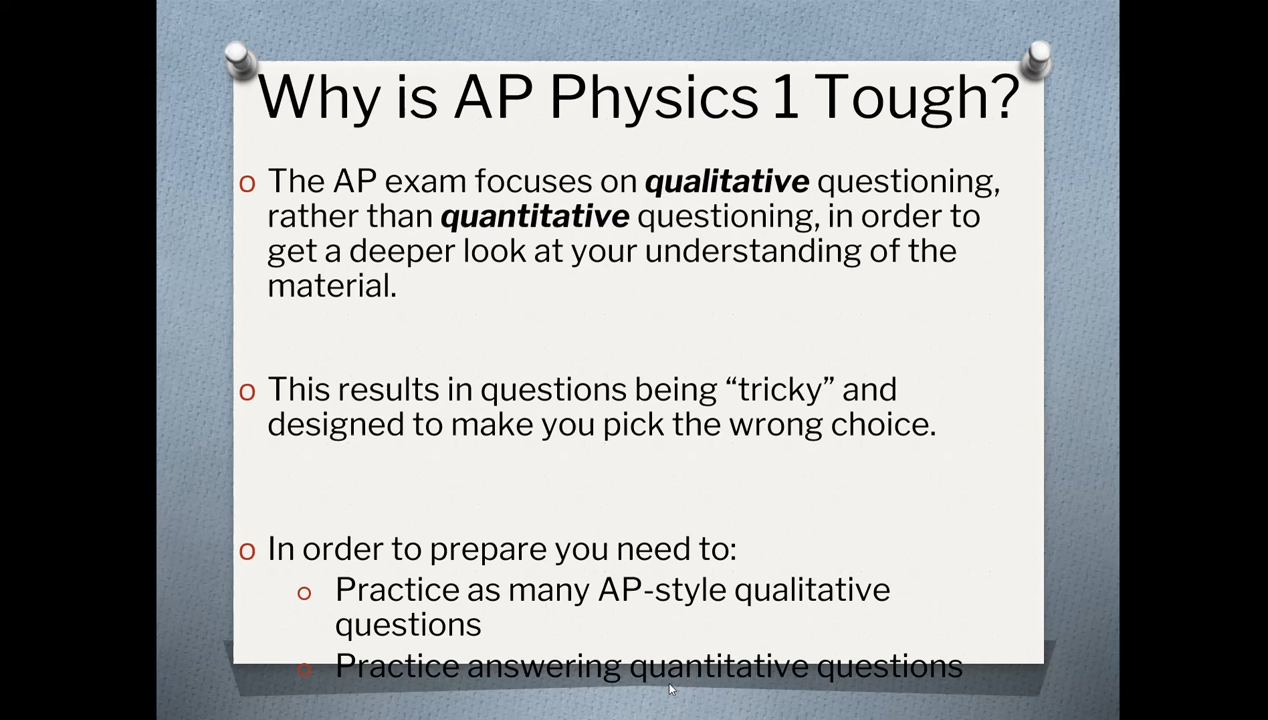 Why is AP Physics 1 Tough?
o The AP exam focuses on qualitative questioning,
rather than quantitative questioning, in order to
get a deeper look at your understanding of the
material.
o This results in questions being “tricky” and
designed to make you pick the wrong choice.
o In order to prepare you need to:
o Practice as many AP-style qualitative
questions
o Practice answering quantitative questions